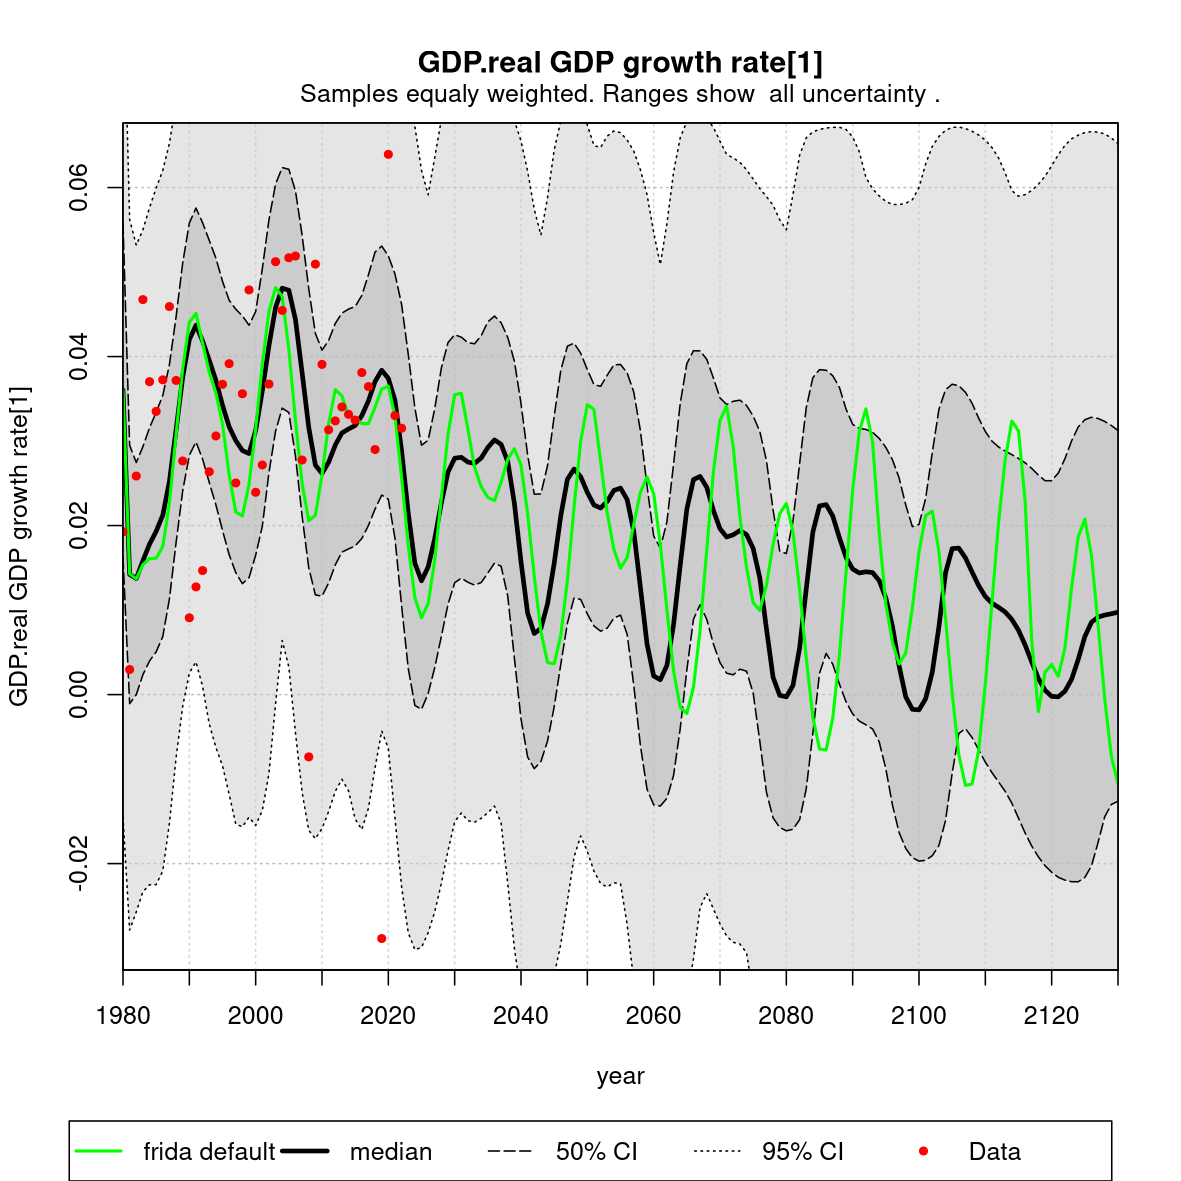 GDP.real GDP growth rate[1]
Samples equaly weighted. Ranges show  all uncertainty .
GDP.real GDP growth rate[1]
0.06
0.04
0.02
0.00
-0.02
1980 2000 2020 2040 2060 2080 2100 2120
year
frida default median 50% CI 95% CI Data